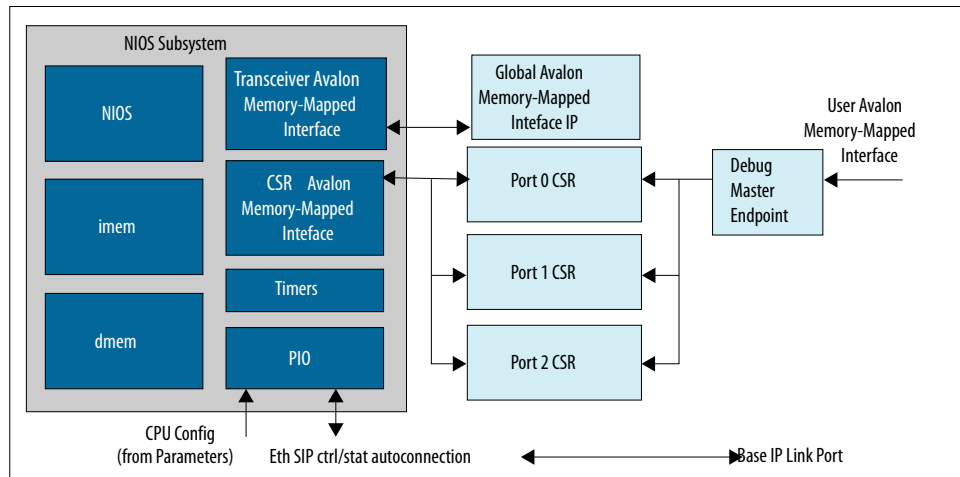 NIOS Subsystem
NIOS
imem
dmem
Transceiver Avalon
Memory-Mapped
Interface
CSR Avalon
Memory-Mapped
Inteface
Timers
PIO
Global Avalon
Memory-Mapped
Inteface IP
Port 0 CSR
Port 1 CSR
Port 2 CSR
Debug
Master
Endpoint
User Avalon
Memory-Mapped
Interface
CPU Config
(from Parameters)
Eth SIP ctrl/stat autoconnection
Base IP Link Port